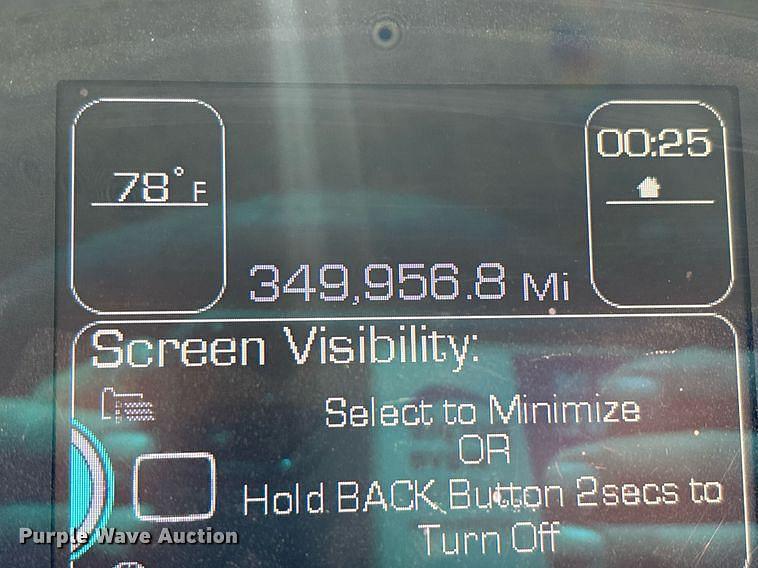 78° F
00:25
349,956.8 Mi
Screen Visibility:
Select to Minimize
OR
Hold BACK Button 2secs to
Turn Off
Purple Wave Auction